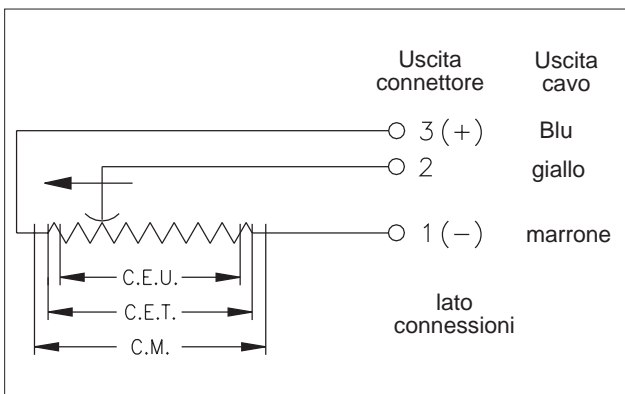 Uscita
connettore
Uscita
cavo
3 (+)
Blu
2
giallo
1 (−)
marrone
C.E.U.
C.E.T.
C.M.
lato
connessioni